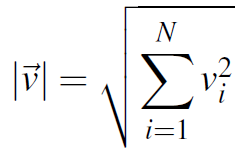 |v⃗| = √(∑_{i=1}^{N} v_i^2)